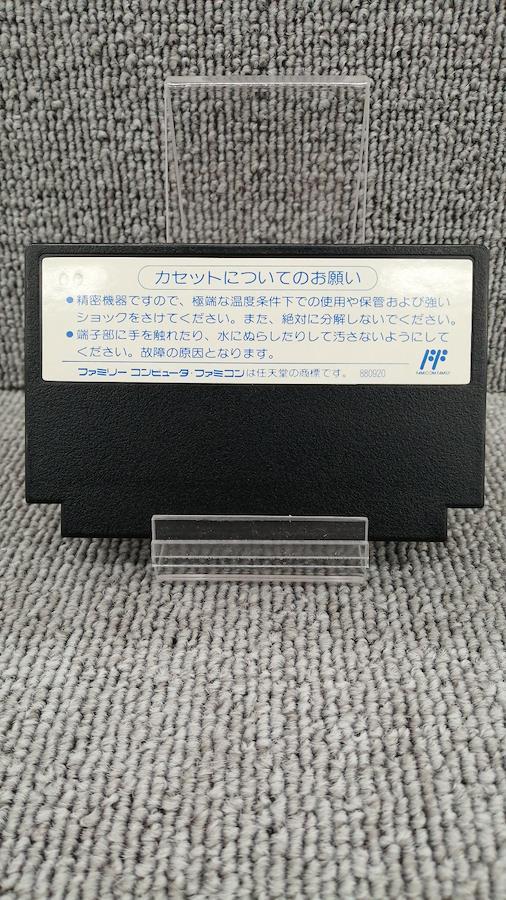 カセットについてのお願い
●精密機器ですので、極端な温度条件下での使用や保管および強い
ショックをさけてください。また、絶対に分解しないでください。
●端子部に手を触れたり、水にぬらしたりして汚さないようにして
ください。故障の原因となります。
ファミリー コンピュータ・ファミコンは任天堂の商標です。 880920
FAMICOM FAMILY